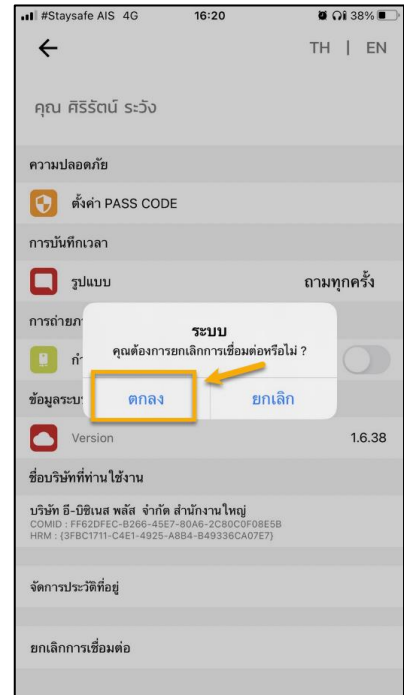 #Staysafe AIS 4G 16:20 38%
TH | EN
คุณ ศิริรัตน์ ระวัง
ความปลอดภัย
ตั้งค่า PASS CODE
การบันทึกเวลา
รูปแบบ ถามทุกครั้ง
การถ่ายภา
ระบบ
คุณต้องการยกเลิกการเชื่อมต่อหรือไม่ ?
กำ
ตกลง ยกเลิก
ข้อมูลระบ
Version 1.6.38
ชื่อบริษัทที่ท่านใช้งาน
บริษัท อี-บิซิเนส พลัส จำกัด สำนักงานใหญ่
COMID : FF62DFEC-B266-45E7-80A6-2C80C0F08E5B
HRM : {3FBC1711-C4E1-4925-A8B4-B49336CA07E7}
จัดการประวัติที่อยู่
ยกเลิกการเชื่อมต่อ